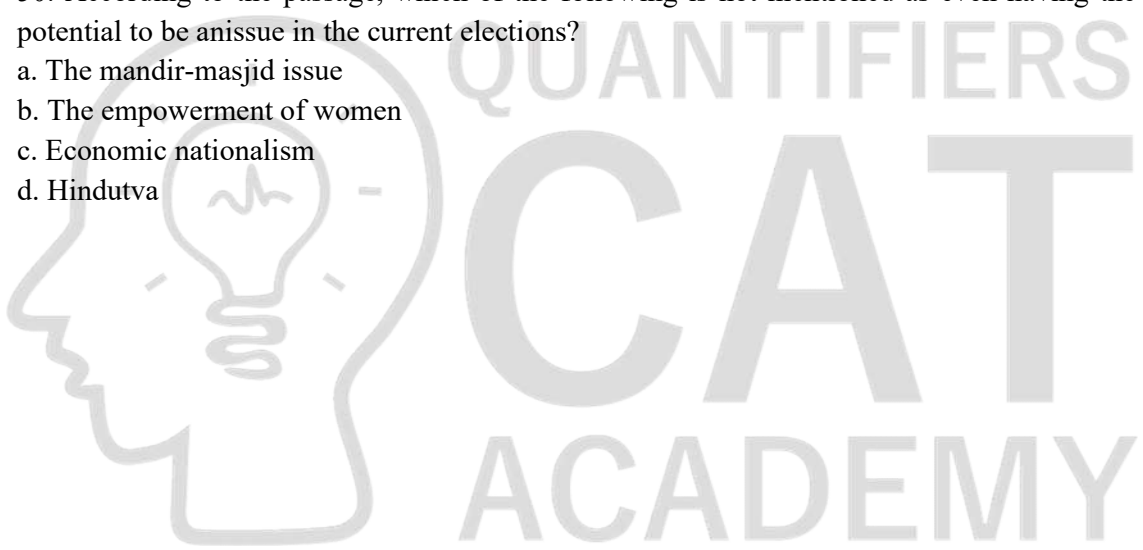 potential to be anissue in the current elections?
a. The mandir-masjid issue
b. The empowerment of women
c. Economic nationalism
d. Hindutva
QUANTIFIERS
CAT
ACADEMY